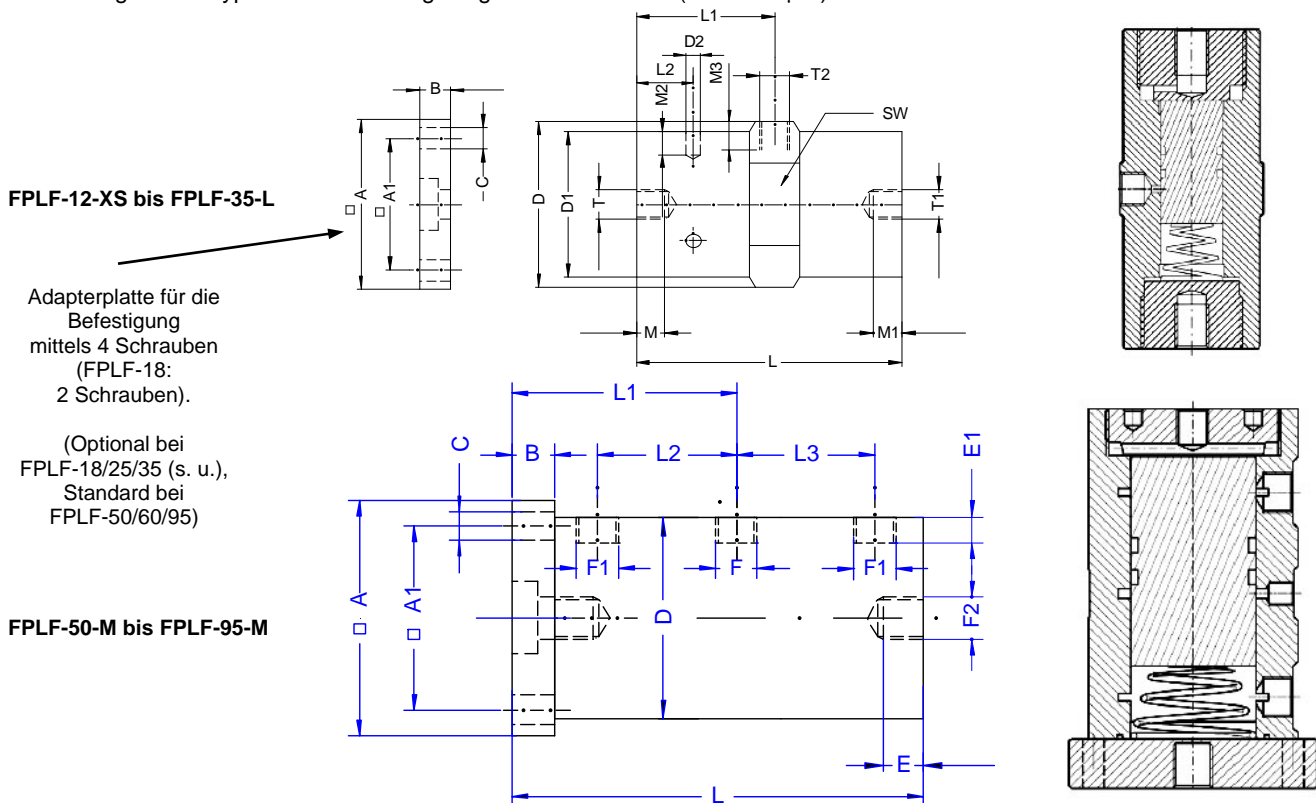 L1
D2
L2
M2
M3
T2
B
SW
□ A
□ A1
C
D
D1
T
T1
M
M1
L
FPLF-12-XS bis FPLF-35-L
Adapterplatte für die
Befestigung
mittels 4 Schrauben
(FPLF-18:
2 Schrauben).
(Optional bei
FPLF-18/25/35 (s. u.),
Standard bei
FPLF-50/60/95)
FPLF-50-M bis FPLF-95-M
L1
C
B
L2
L3
E1
F1
F
F1
□ A
□ A1
D
F2
E
L